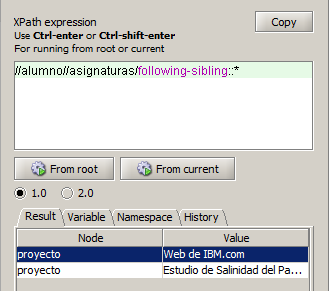 XPath expression
Copy
Use Ctrl-enter or Ctrl-shift-enter
For running from root or current
//alumno//asignaturas/following-sibling::*
From root
From current
1.0
2.0
Result Variable Namespace History
Node Value
proyecto Web de IBM.com
proyecto Estudio de Salinidad del Pa...